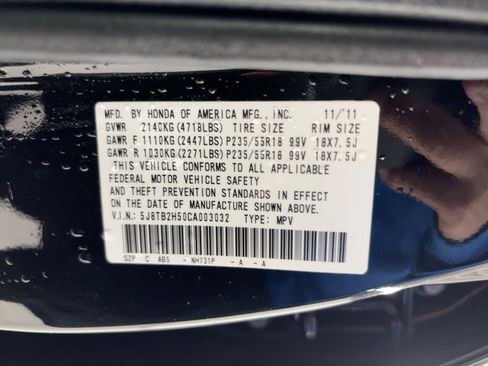 MFD. BY HONDA OF AMERICA MFG., INC. 11/'11
GVWR 2140KG(4718LBS) TIRE SIZE RIM SIZE
GAWR F 1110KG(2447LBS) P235/55R18 99V 18X7.5J
GAWR R 1030KG(2271LBS) P235/55R18 99V 18X7.5J
THIS VEHICLE CONFORMS TO ALL APPLICABLE
FEDERAL MOTOR VEHICLE SAFETY
AND THEFT PREVENTION STANDARDS IN EFFECT
ON THE DATE OF MANUFACTURE SHOWN ABOVE.
V.I.N.: 5J8TB2H50CA003032 TYPE: MPV
S2P C AB5 - NH731P - A - A